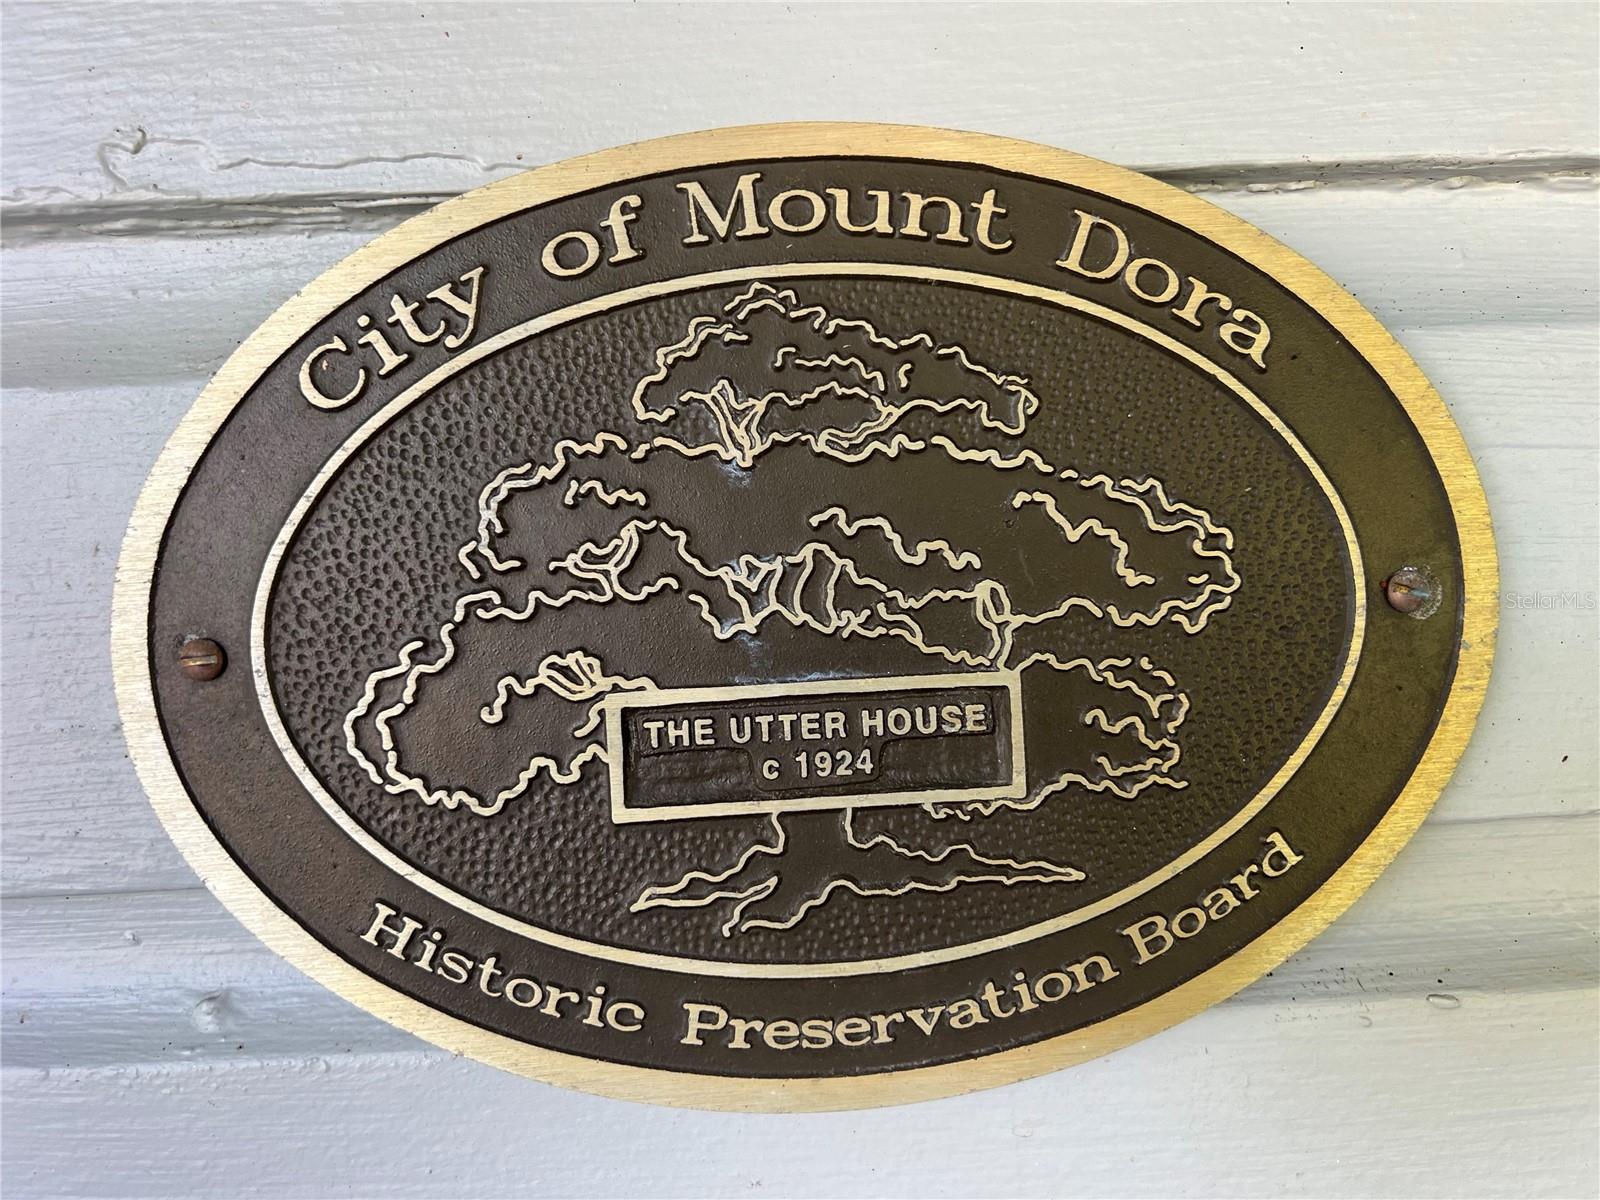 City of Mount Dora
THE UTTER HOUSE
c 1924
Historic Preservation Board
StellarMLS